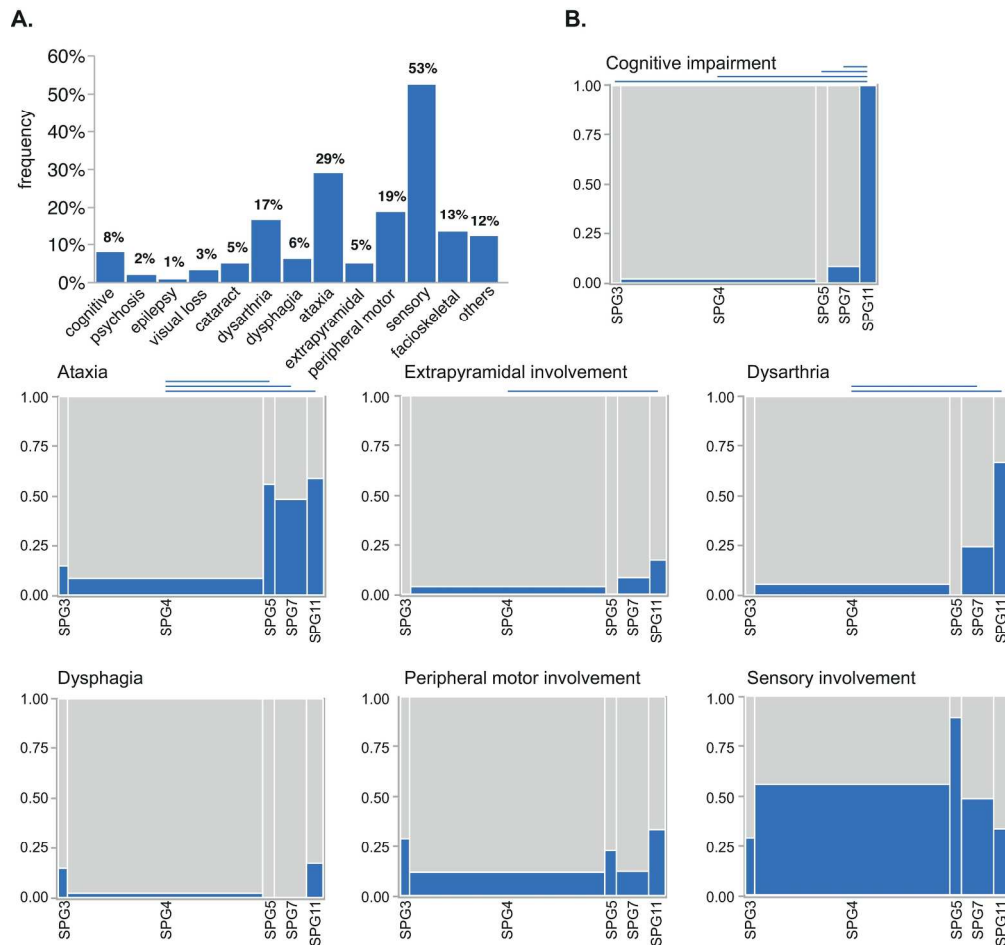 A.
60%
50%
40%
30%
20%
10%
0%
frequency
8%
2%
1%
3%
5%
17%
6%
29%
5%
19%
53%
13%
12%
cognitive
psychosis
epilepsy
visual loss
cataract
dysarthria
dysphagia
ataxia
extrapyramidal
peripheral motor
sensory
facioskeletal
others
B.
Cognitive impairment
1.00
0.75
0.50
0.25
0.00
SPG3
SPG4
SPG5
SPG7
SPG11
Ataxia
1.00
0.75
0.50
0.25
0.00
SPG3
SPG4
SPG5
SPG7
SPG11
Extrapyramidal involvement
1.00
0.75
0.50
0.25
0.00
SPG3
SPG4
SPG5
SPG7
SPG11
Dysarthria
1.00
0.75
0.50
0.25
0.00
SPG3
SPG4
SPG5
SPG7
SPG11
Dysphagia
1.00
0.75
0.50
0.25
0.00
SPG3
SPG4
SPG5
SPG7
SPG11
Peripheral motor involvement
1.00
0.75
0.50
0.25
0.00
SPG3
SPG4
SPG5
SPG7
SPG11
Sensory involvement
1.00
0.75
0.50
0.25
0.00
SPG3
SPG4
SPG5
SPG7
SPG11